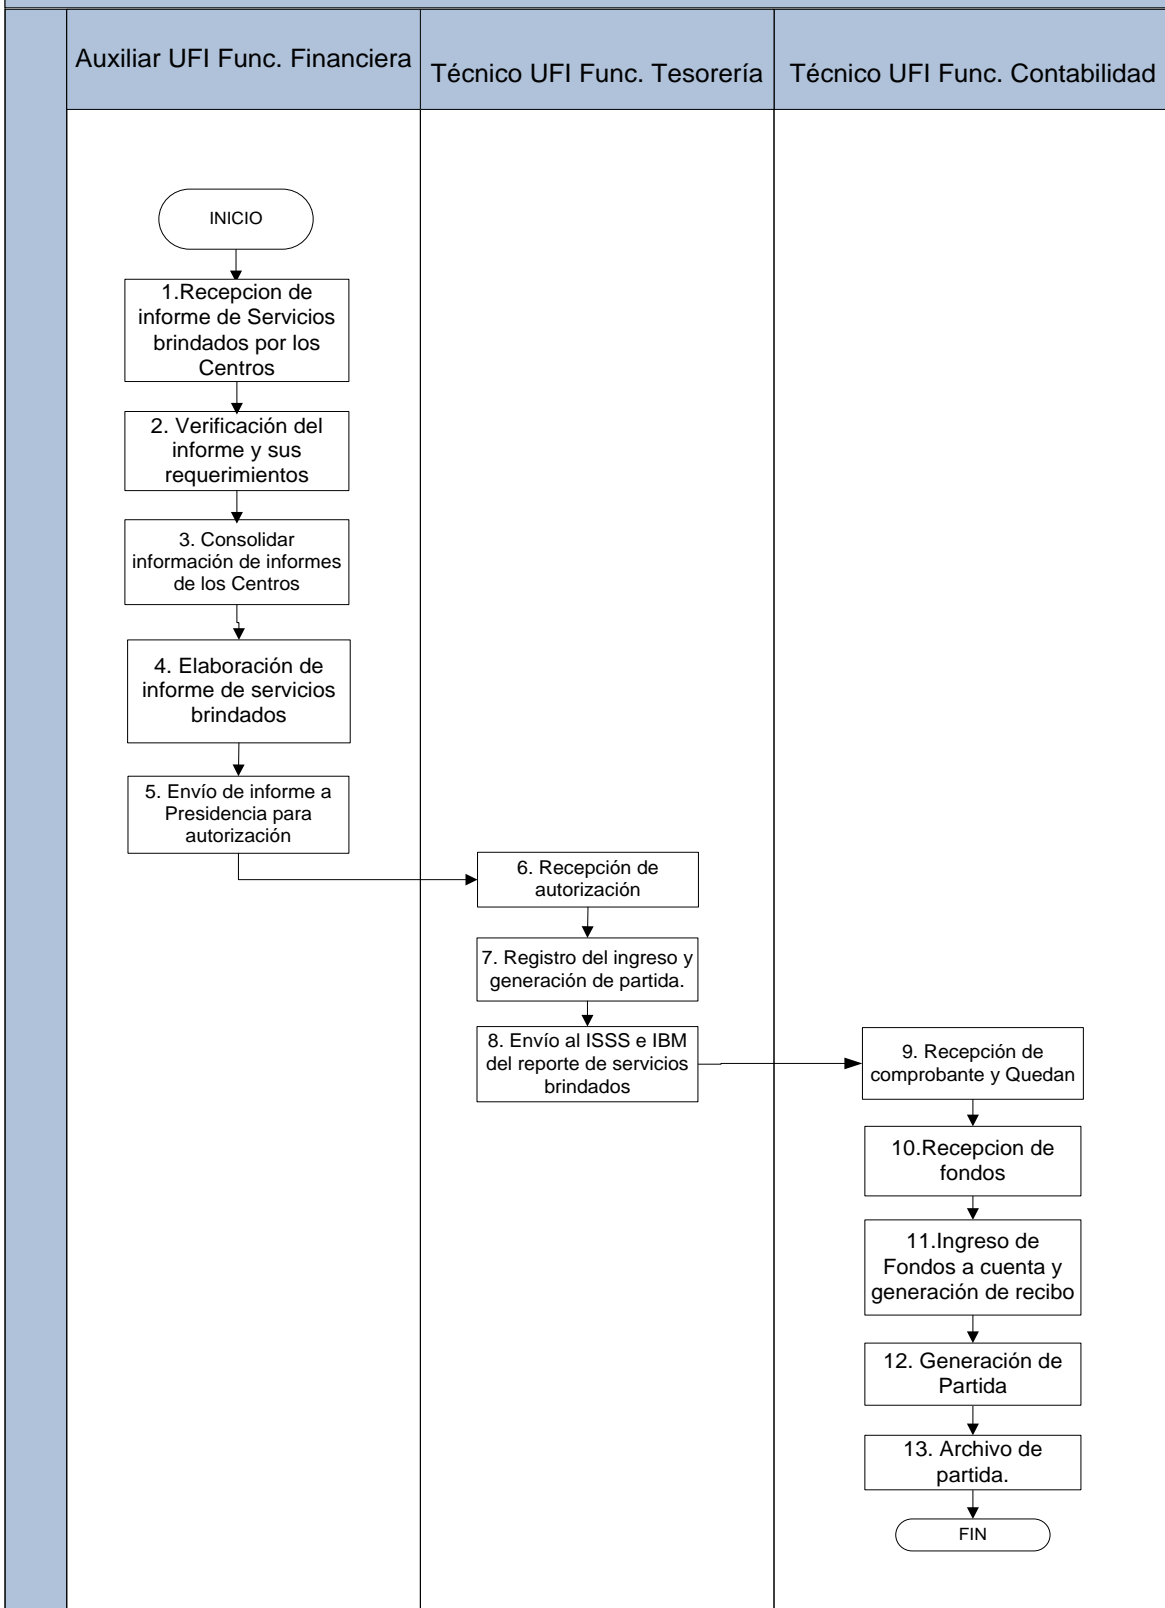 Auxiliar UFI Func. Financiera
Técnico UFI Func. Tesorería
Técnico UFI Func. Contabilidad
INICIO
1.Recepcion de
informe de Servicios
brindados por los
Centros
2. Verificación del
informe y sus
requerimientos
3. Consolidar
información de informes
de los Centros
4. Elaboración de
informe de servicios
brindados
5. Envío de informe a
Presidencia para
autorización
6. Recepción de
autorización
7. Registro del ingreso y
generación de partida.
8. Envío al ISSS e IBM
del reporte de servicios
brindados
9. Recepción de
comprobante y Quedan
10.Recepcion de
fondos
11.Ingreso de
Fondos a cuenta y
generación de recibo
12. Generación de
Partida
13. Archivo de
partida.
FIN